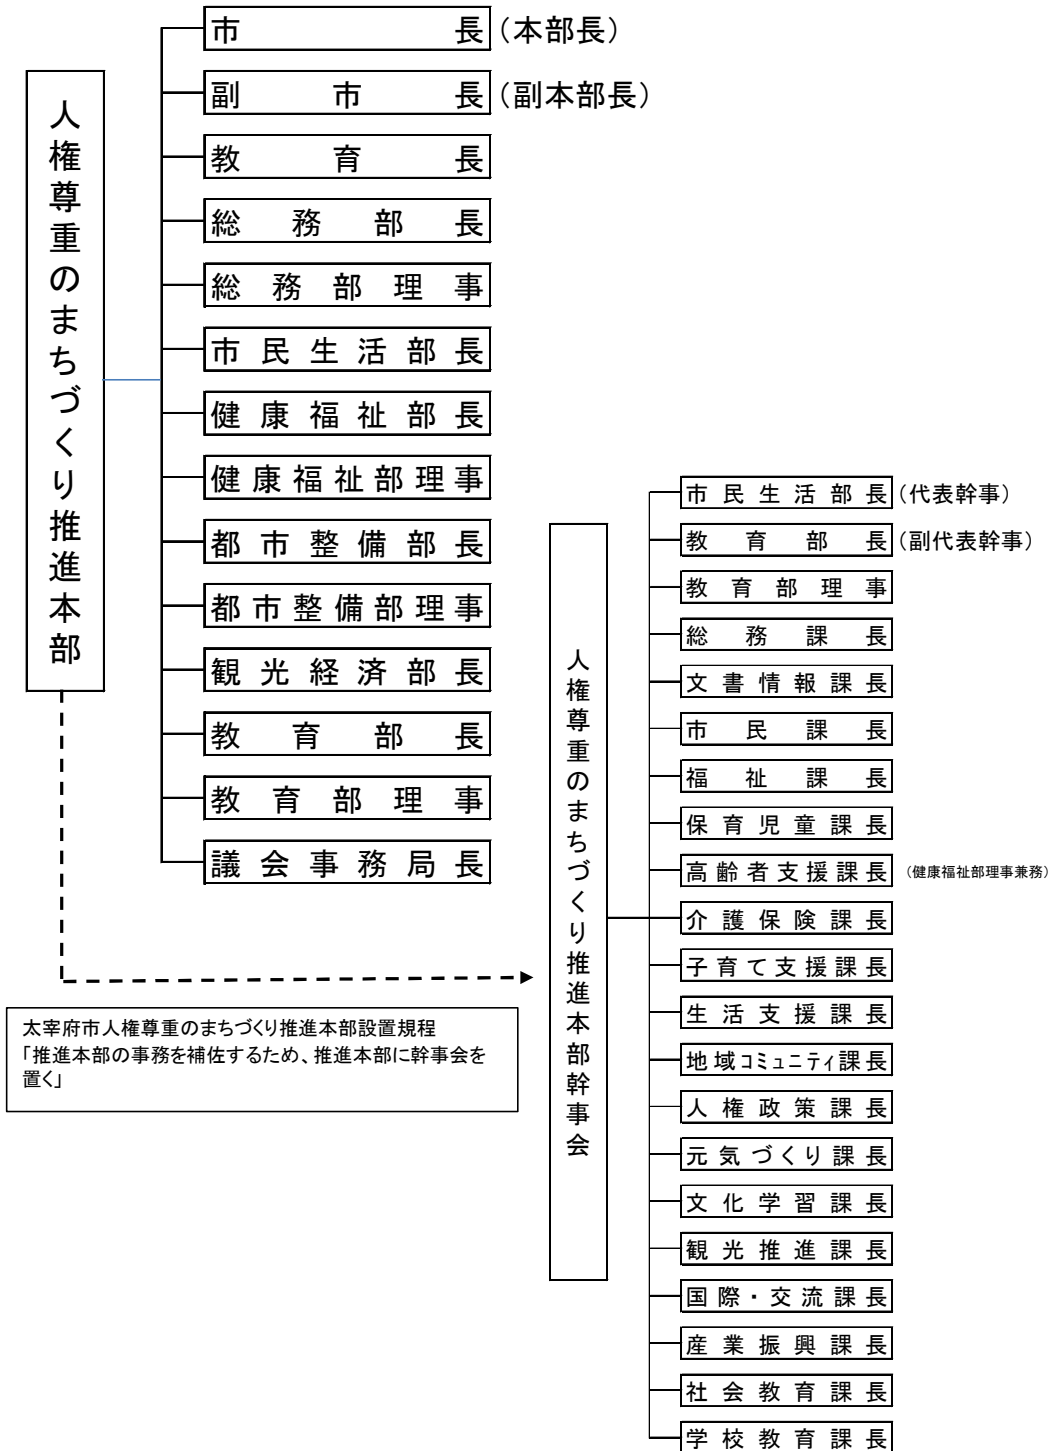 人権尊重のまちづくり推進本部
市長(本部長)
副市長(副本部長)
教育長
総務部長
総務部理事
市民生活部長
健康福祉部長
健康福祉部理事
都市整備部長
都市整備部理事
観光経済部長
教育部長
教育部理事
議会事務局長
太宰府市人権尊重のまちづくり推進本部設置規程
「推進本部の事務を補佐するため、推進本部に幹事会を
置く」
人権尊重のまちづくり推進本部幹事会
市民生活部長(代表幹事)
教育部長(副代表幹事)
教育部理事
総務課長
文書情報課長
市民課長
福祉課長
保育児童課長
高齢者支援課長(健康福祉部理事兼務)
介護保険課長
子育て支援課長
生活支援課長
地域コミュニティ課長
人権政策課長
元気づくり課長
文化学習課長
観光推進課長
国際・交流課長
産業振興課長
社会教育課長
学校教育課長